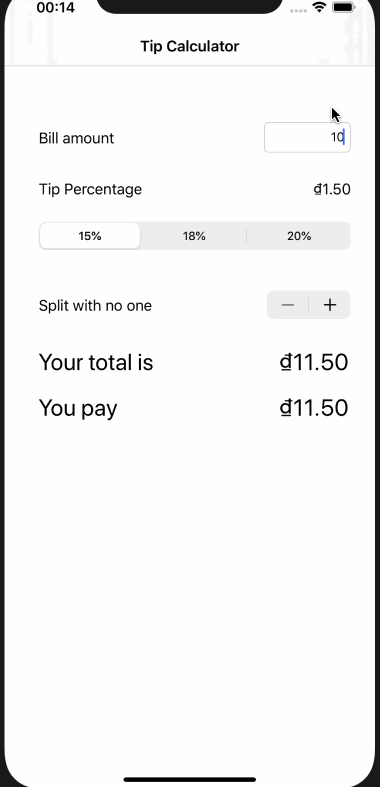 00:14
Tip Calculator
Bill amount 10
Tip Percentage ₫1.50
15% 18% 20%
Split with no one − +
Your total is ₫11.50
You pay ₫11.50